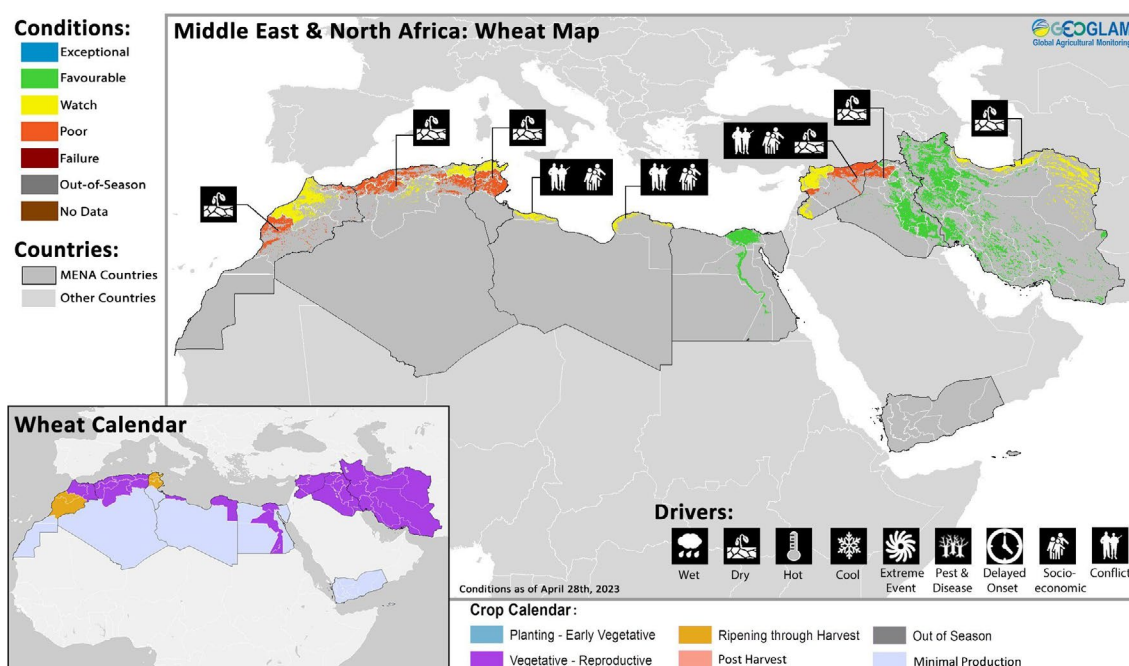 Conditions:
Exceptional
Favourable
Watch
Poor
Failure
Out-of-Season
No Data
Countries:
MENA Countries
Other Countries
Middle East & North Africa: Wheat Map
GEOGLAM
Global Agricultural Monitoring
Wheat Calendar
Drivers:
Wet
Dry
Hot
Cool
Extreme
Event
Pest &
Disease
Delayed
Onset
Socio-
economic
Conflict
Conditions as of April 28th, 2023
Crop Calendar:
Planting - Early Vegetative
Vegetative - Reproductive
Ripening through Harvest
Post Harvest
Out of Season
Minimal Production